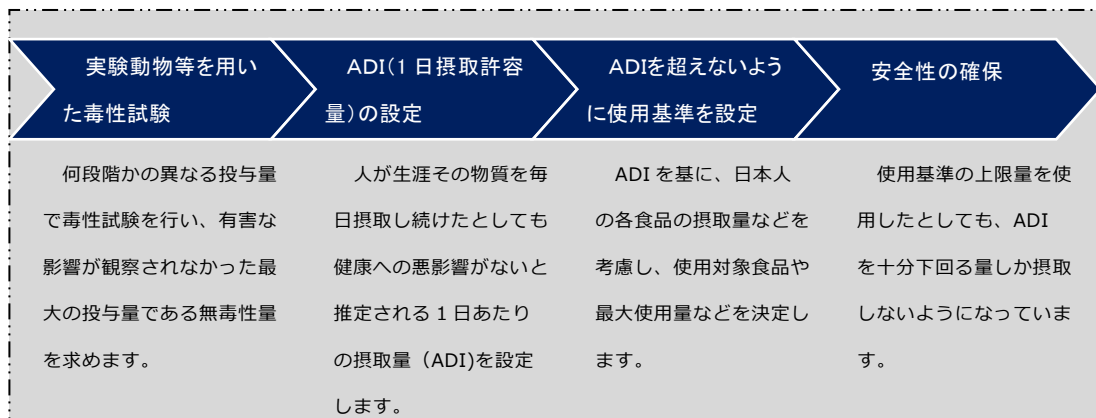 実験動物等を用い
た毒性試験
ADI(1日摂取許容
量)の設定
ADIを超えないよう
に使用基準を設定
安全性の確保
何段階かの異なる投与量
で毒性試験を行い、有害な
影響が観察されなかった最
大の投与量である無毒性量
を求めます。
人が生涯その物質を毎
日摂取し続けたとしても
健康への悪影響がないと
推定される 1 日あたり
の摂取量（ADI)を設定
します。
ADI を基に、日本人
の各食品の摂取量などを
考慮し、使用対象食品や
最大使用量などを決定し
ます。
使用基準の上限量を使
用したとしても、ADI
を十分下回る量しか摂取
しないようになっていま
す。